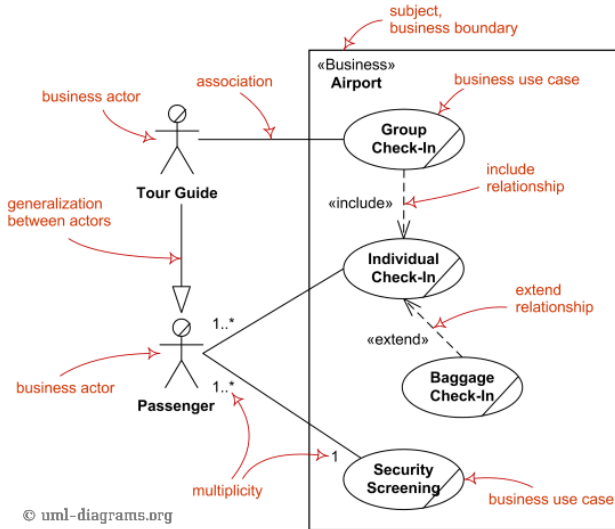 subject,
business boundary
«Business»
Airport
business use case
association
business actor
Group
Check-In
Tour Guide
include
relationship
«include»
generalization
between actors
Individual
Check-In
1..*
extend
relationship
«extend»
business actor
Passenger
1..*
Baggage
Check-In
multiplicity
1
Security
Screening
business use case
© uml-diagrams.org